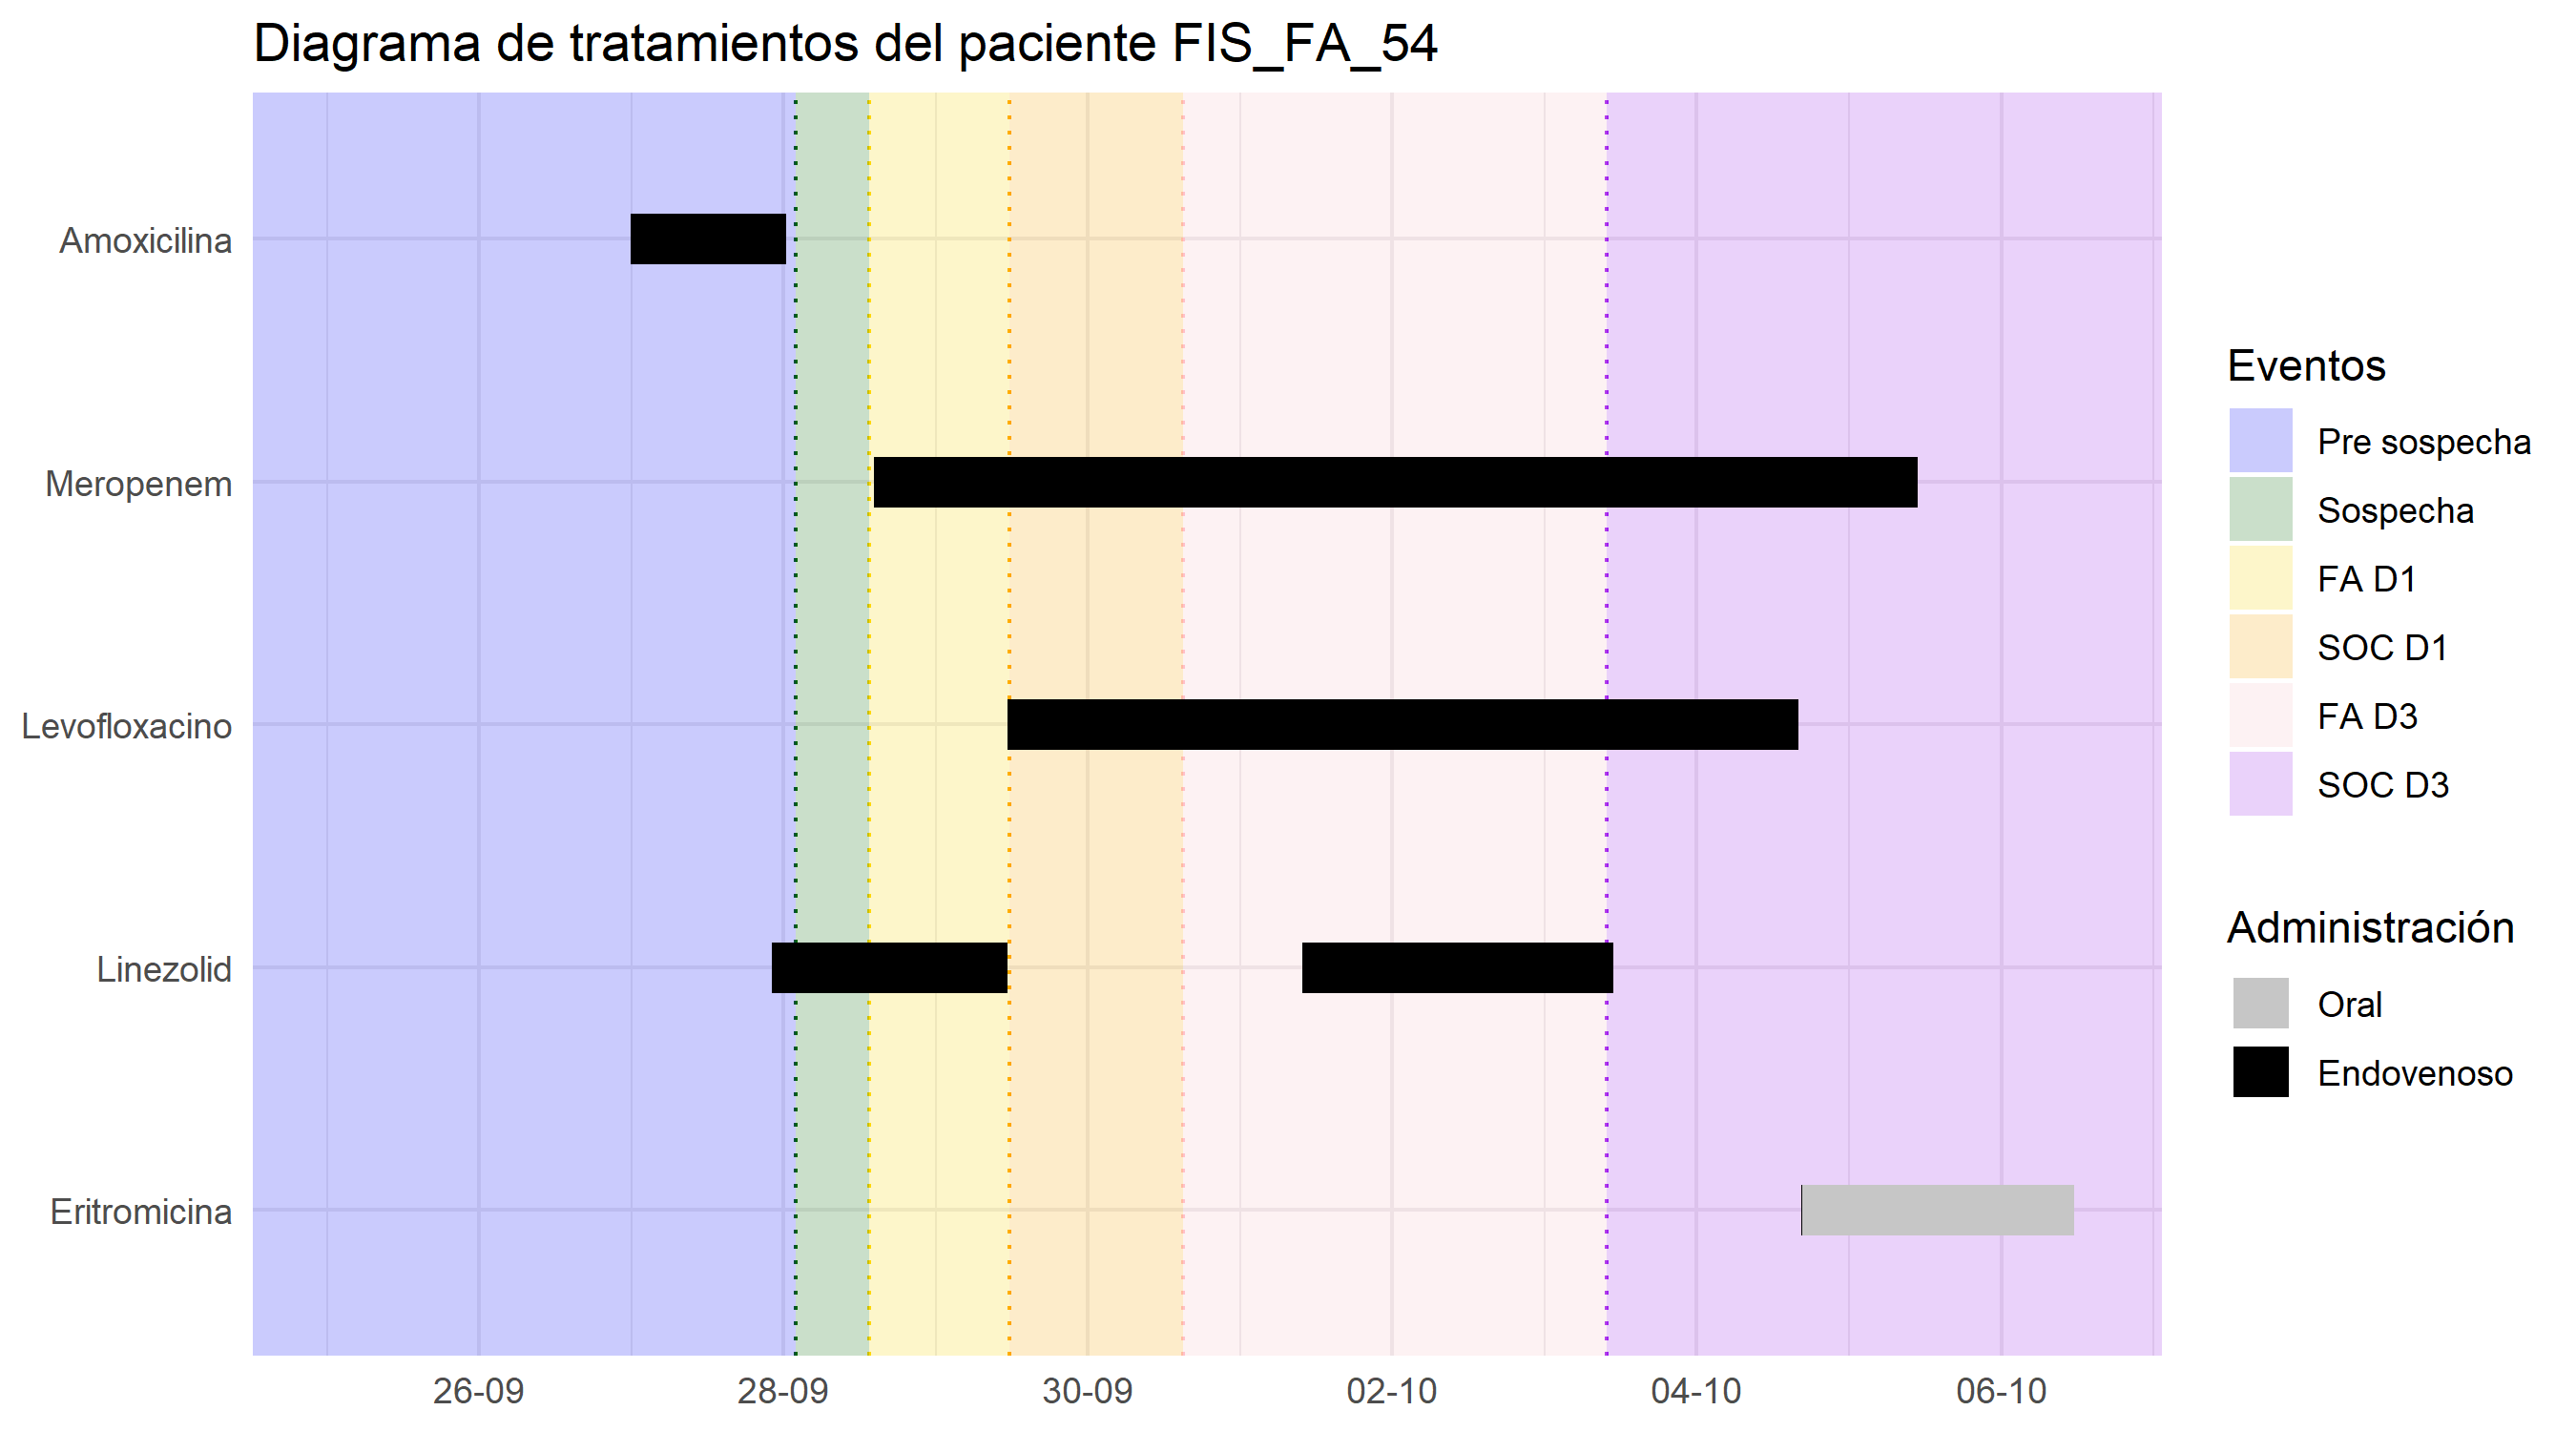 Diagrama de tratamientos del paciente FIS_FA_54
Amoxicilina
Meropenem
Levofloxacino
Linezolid
Eritromicina
26-09
28-09
30-09
02-10
04-10
06-10
Eventos
Pre sospecha
Sospecha
FA D1
SOC D1
FA D3
SOC D3
Administración
Oral
Endovenoso